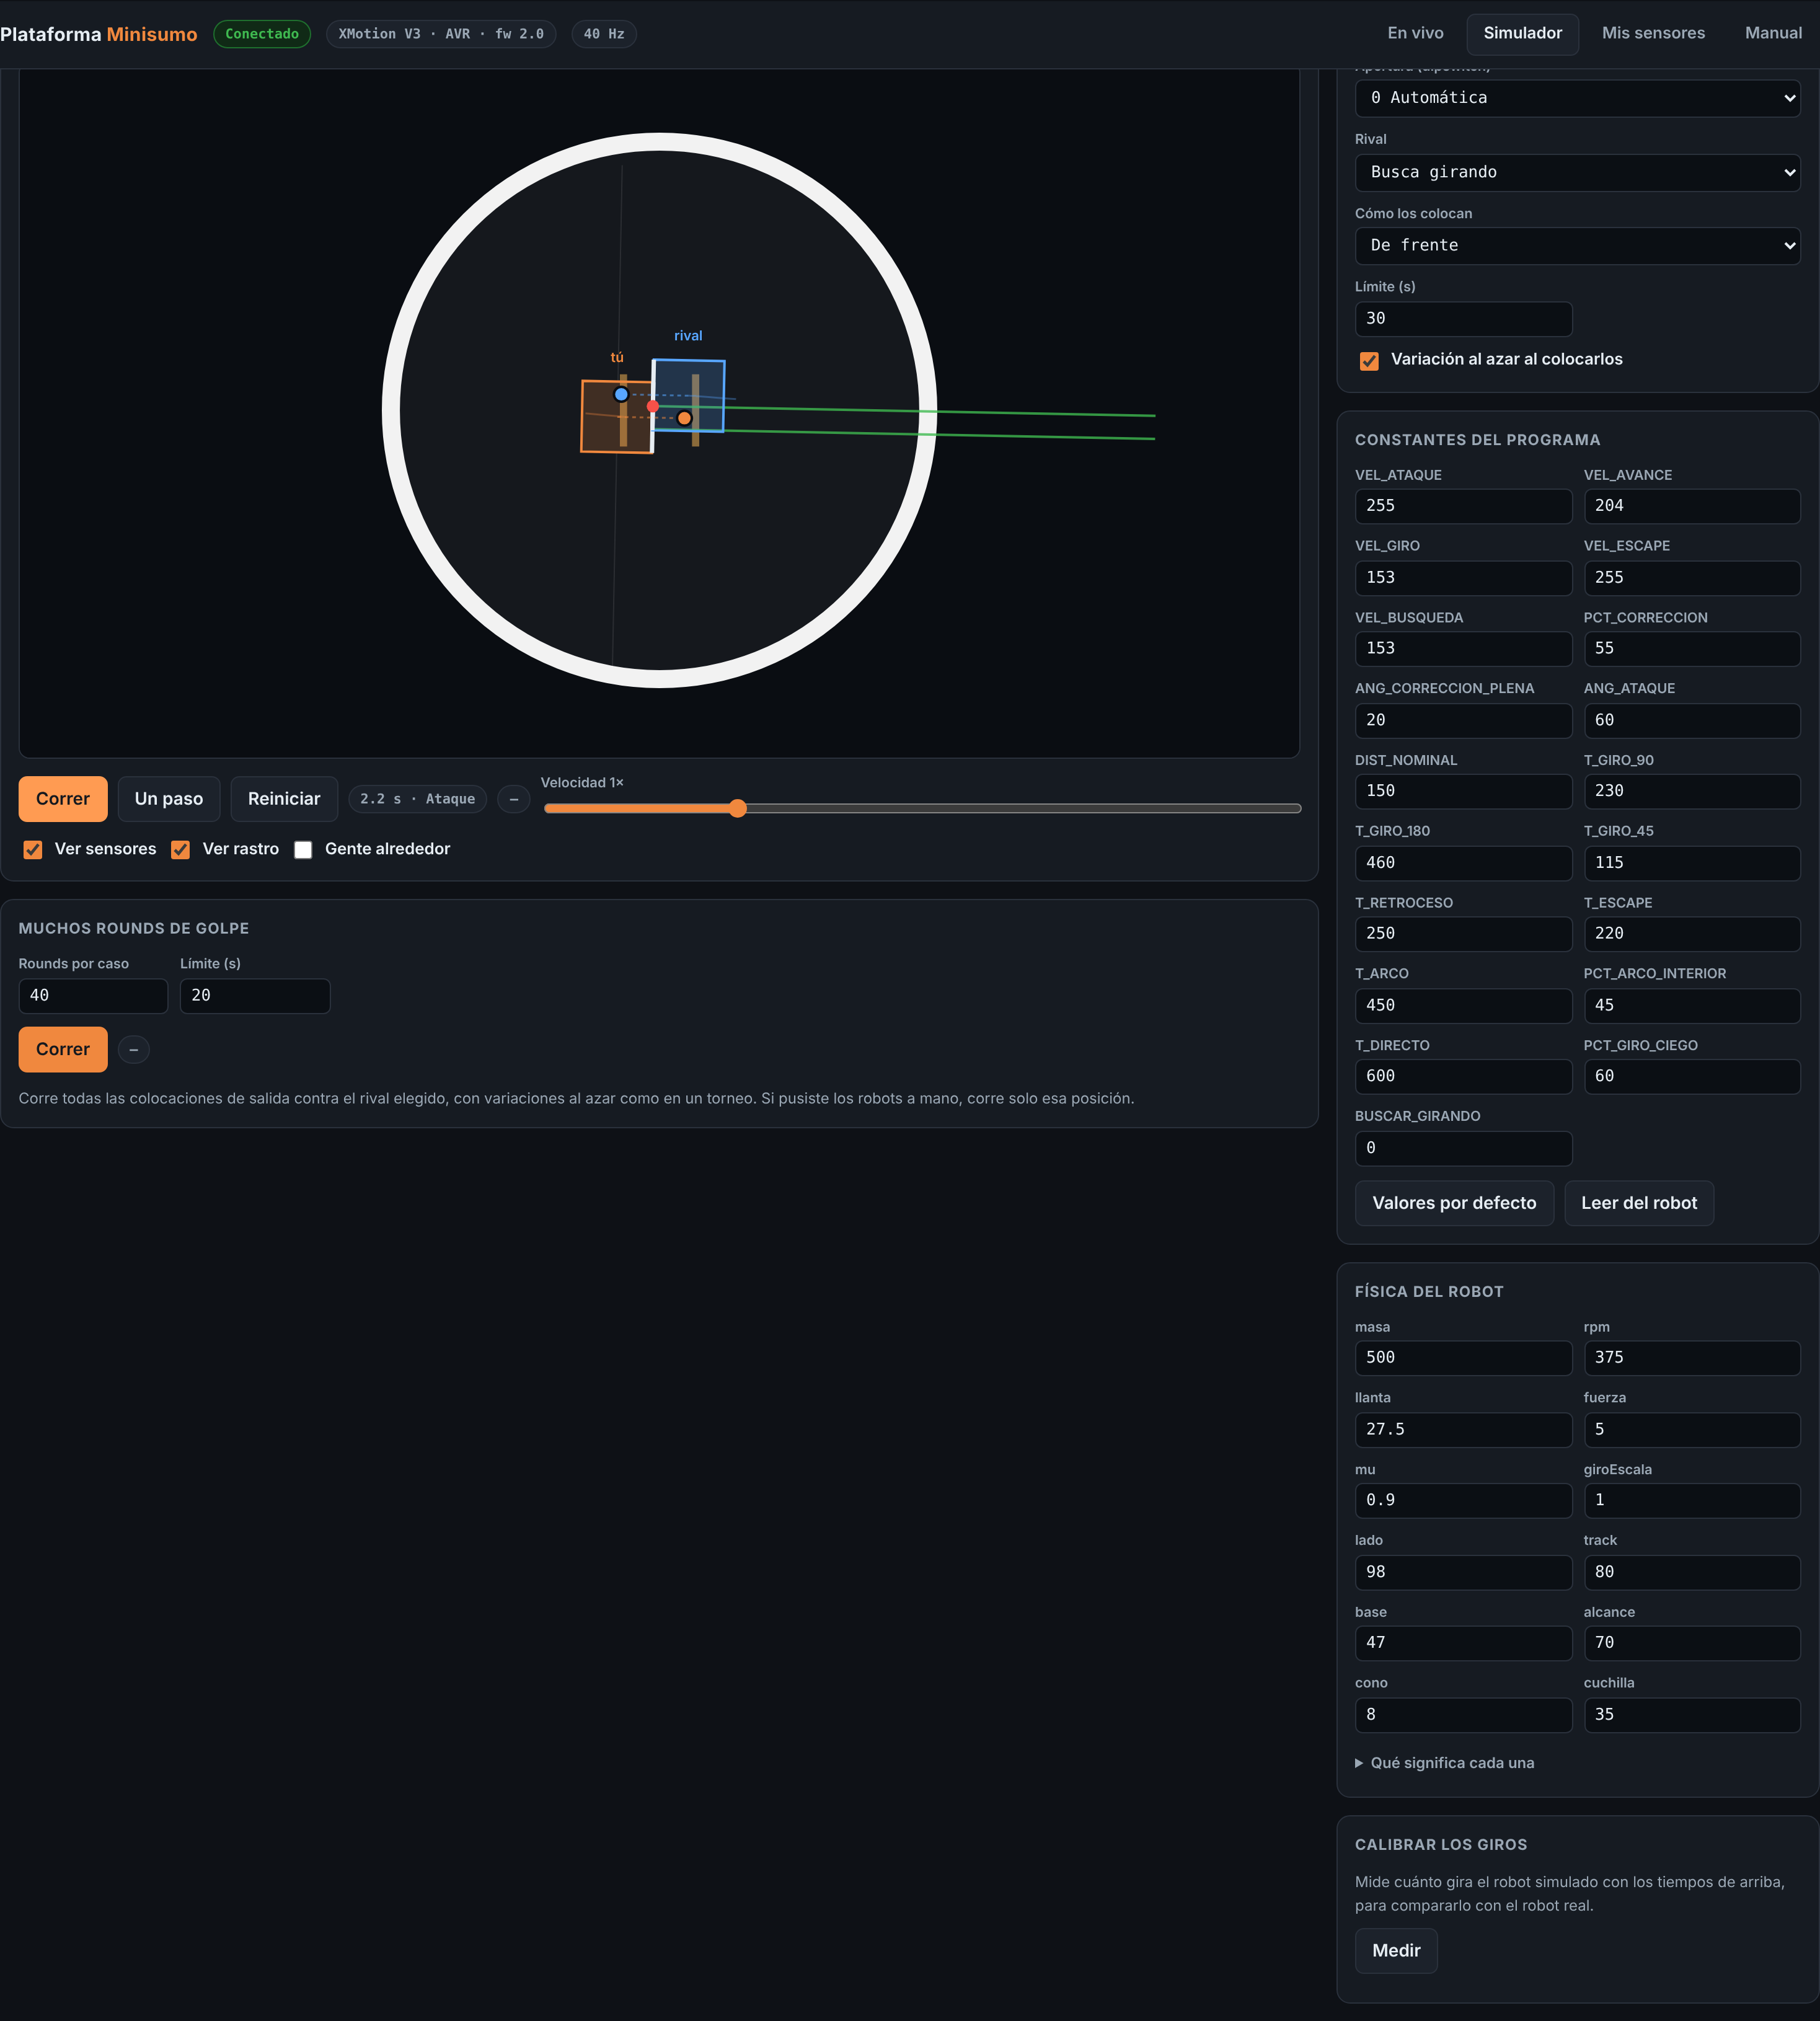 Plataforma Minisumo
Conectado
XMotion V3 · AVR · fw 2.0
40 Hz
En vivo
Simulador
Mis sensores
Manual
rival
tú
Correr
Un paso
Reiniciar
2.2 s · Ataque
–
Velocidad 1×
Ver sensores
Ver rastro
Gente alrededor
MUCHOS ROUNDS DE GOLPE
Rounds por caso
Límite (s)
40
20
Correr
–
Corre todas las colocaciones de salida contra el rival elegido, con variaciones al azar como en un torneo. Si pusiste los robots a mano, corre solo esa posición.
0 Automática
Rival
Busca girando
Cómo los colocan
De frente
Límite (s)
30
Variación al azar al colocarlos
CONSTANTES DEL PROGRAMA
VEL_ATAQUE
VEL_AVANCE
255
204
VEL_GIRO
VEL_ESCAPE
153
255
VEL_BUSQUEDA
PCT_CORRECCION
153
55
ANG_CORRECCION_PLENA
ANG_ATAQUE
20
60
DIST_NOMINAL
T_GIRO_90
150
230
T_GIRO_180
T_GIRO_45
460
115
T_RETROCESO
T_ESCAPE
250
220
T_ARCO
PCT_ARCO_INTERIOR
450
45
T_DIRECTO
PCT_GIRO_CIEGO
600
60
BUSCAR_GIRANDO
0
Valores por defecto
Leer del robot
FÍSICA DEL ROBOT
masa
rpm
500
375
llanta
fuerza
27.5
5
mu
giroEscala
0.9
1
lado
track
98
80
base
alcance
47
70
cono
cuchilla
8
35
Qué significa cada una
CALIBRAR LOS GIROS
Mide cuánto gira el robot simulado con los tiempos de arriba,
para compararlo con el robot real.
Medir